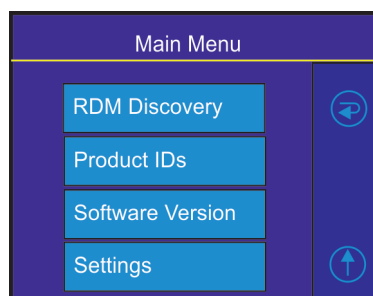 Main Menu
RDM Discovery
Product IDs
Software Version
Settings